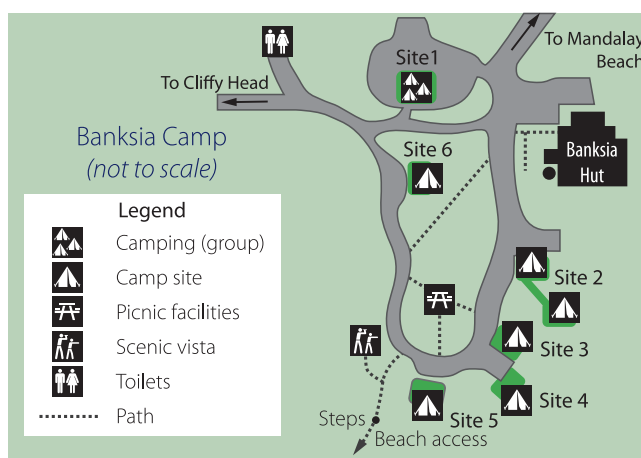 To Mandalay
Beach
Site1
To Cliffy Head
Banksia Camp
(not to scale)
Site 6
Banksia
Hut
Legend
Camping (group)
Camp site
Picnic facilities
Scenic vista
Toilets
Path
Site 2
Site 3
Site 4
Site 5
Steps
Beach access